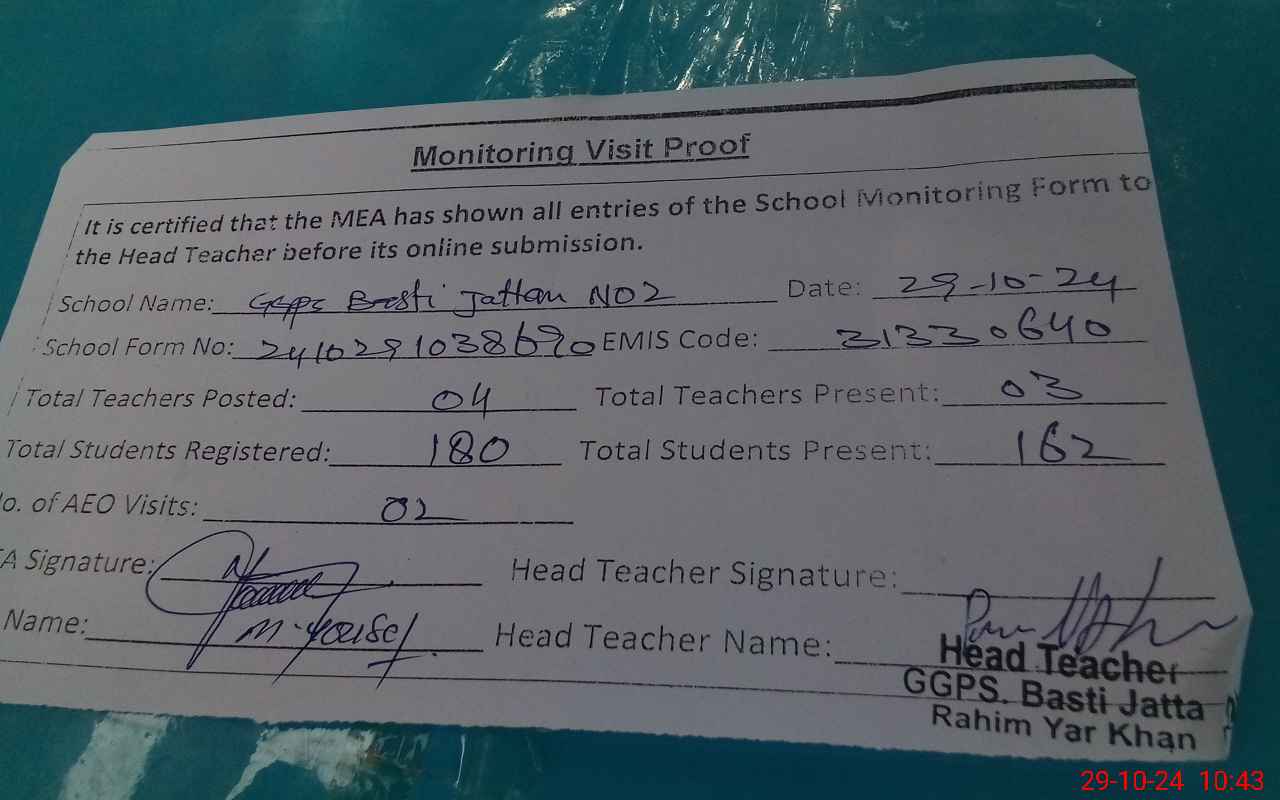 Monitoring Visit Proof
It is certified that the MEA has shown all entries of the School Monitoring Form to
the Head Teacher before its online submission.
School Name: GGPS Basti Jattan NO2 Date: 29-10-24
School Form No: 2410291038690 EMIS Code: 31330640
Total Teachers Posted: 04 Total Teachers Present: 03
Total Students Registered: 180 Total Students Present: 162
o. of AEO Visits: 02
A Signature: Head Teacher Signature:
Name: M. Yousaf Head Teacher Name:
Head Teacher
GGPS. Basti Jatta
Rahim Yar Khan
29-10-24 10:43